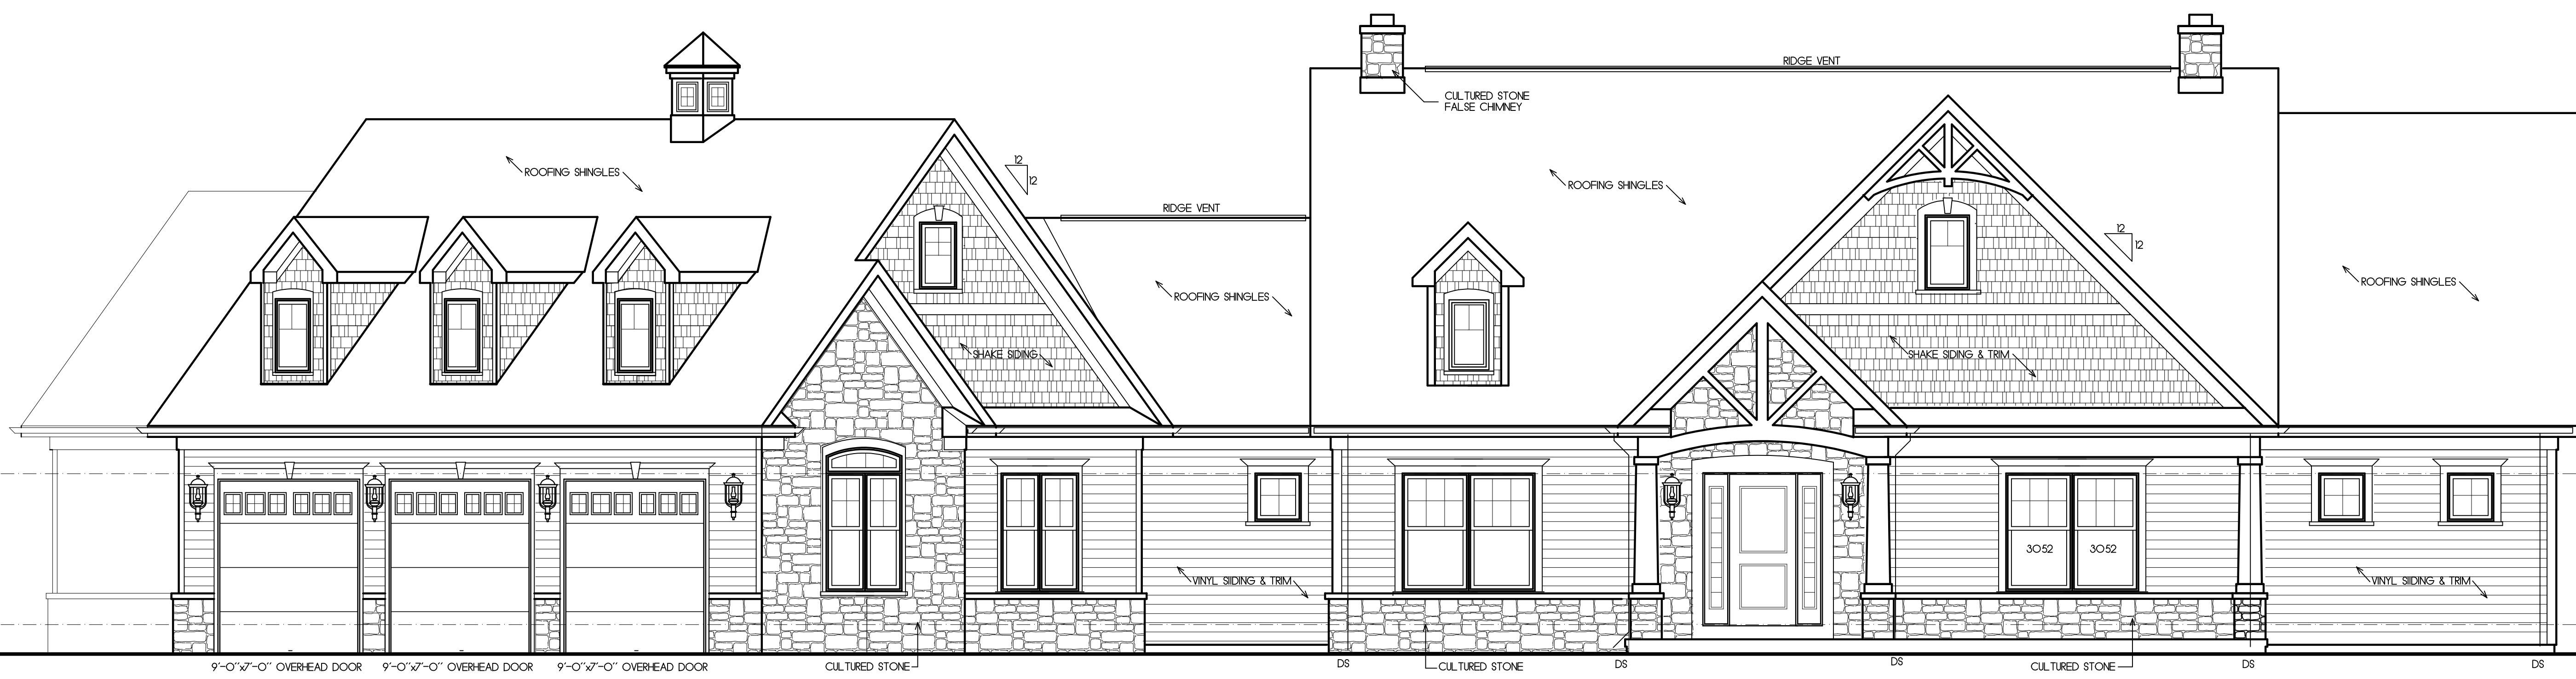 RIDGE VENT
CULTURED STONE
FALSE CHIMNEY
12
12
ROOFING SHINGLES
ROOFING SHINGLES
RIDGE VENT
12
12
ROOFING SHINGLES
ROOFING SHINGLES
SHAKE SIDING
SHAKE SIDING & TRIM
3052 3052
VINYL SIIDING & TRIM
VINYL SIIDING & TRIM
9'-0"x7'-0" OVERHEAD DOOR
9'-0"x7'-0" OVERHEAD DOOR
9'-0"x7'-0" OVERHEAD DOOR
CULTURED STONE
DS
CULTURED STONE
DS
DS
CULTURED STONE
DS
DS